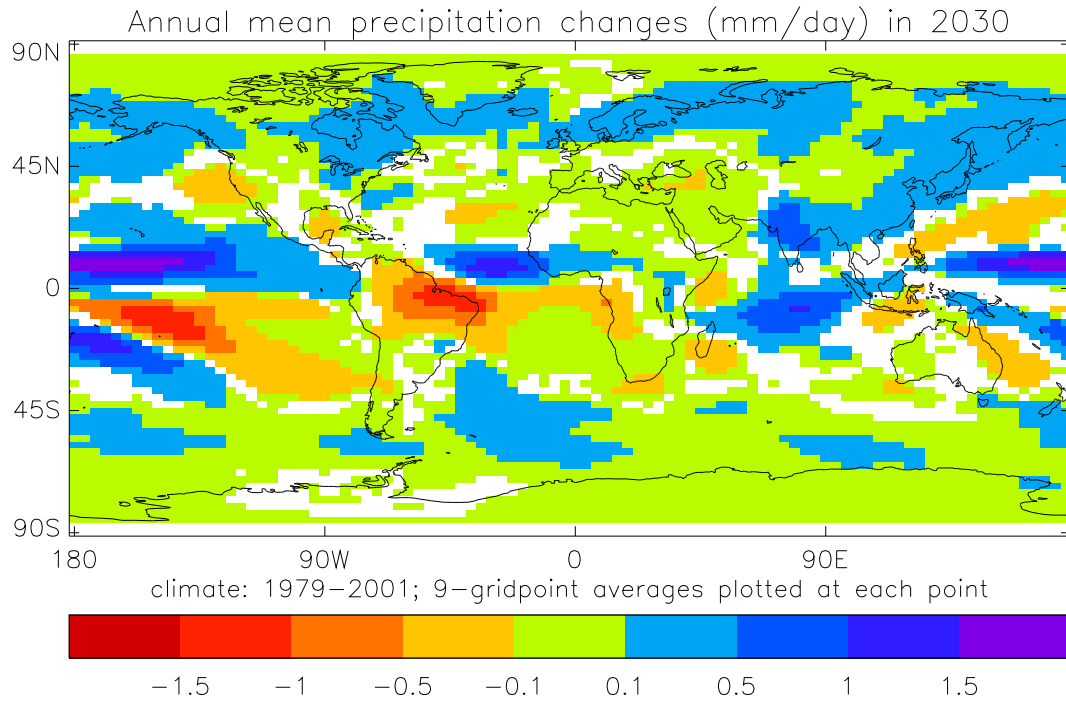 Annual mean precipitation changes (mm/day) in 2030
90N
45N
0
45S
90S
180 90W 0 90E
climate: 1979−2001; 9−gridpoint averages plotted at each point
−1.5 −1 −0.5 −0.1 0.1 0.5 1 1.5